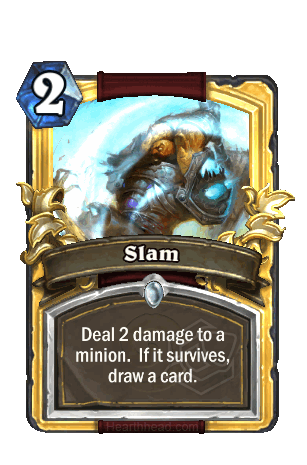 2
Slam
Deal 2 damage to a
minion. If it survives,
draw a card.
Hearthhead.com